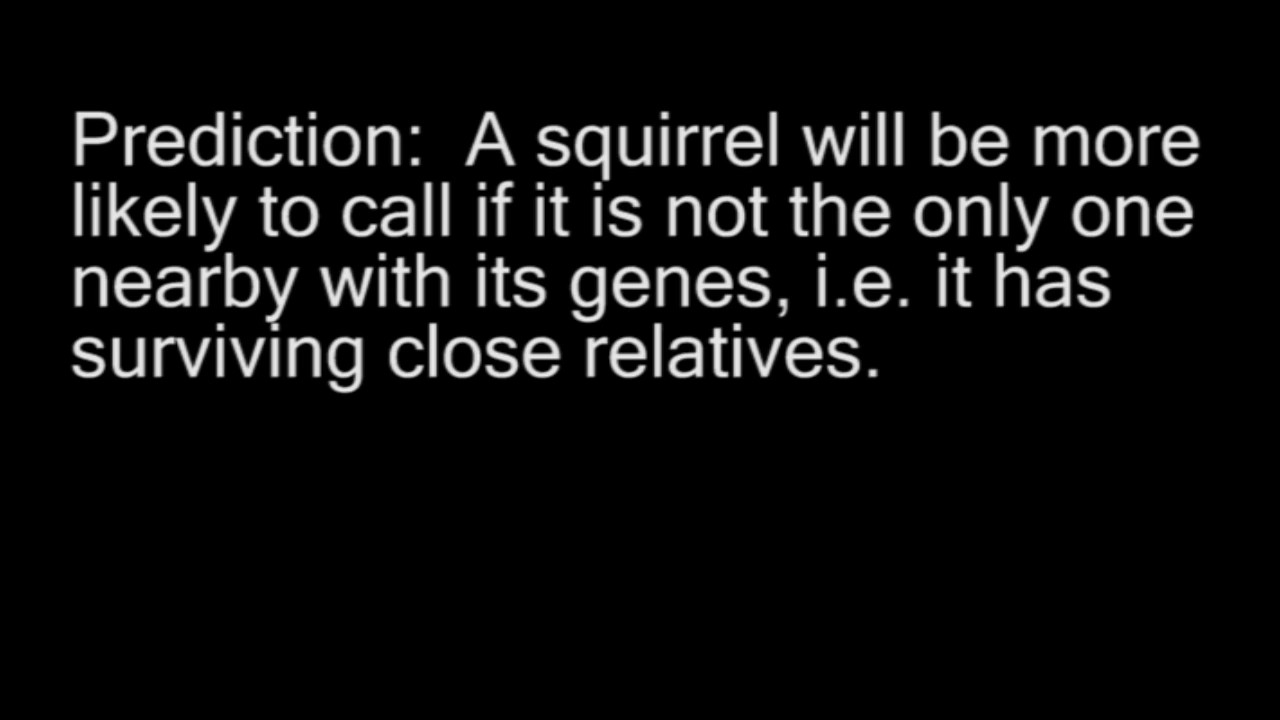 Prediction:  A squirrel will be more
likely to call if it is not the only one
nearby with its genes, i.e. it has
surviving close relatives.